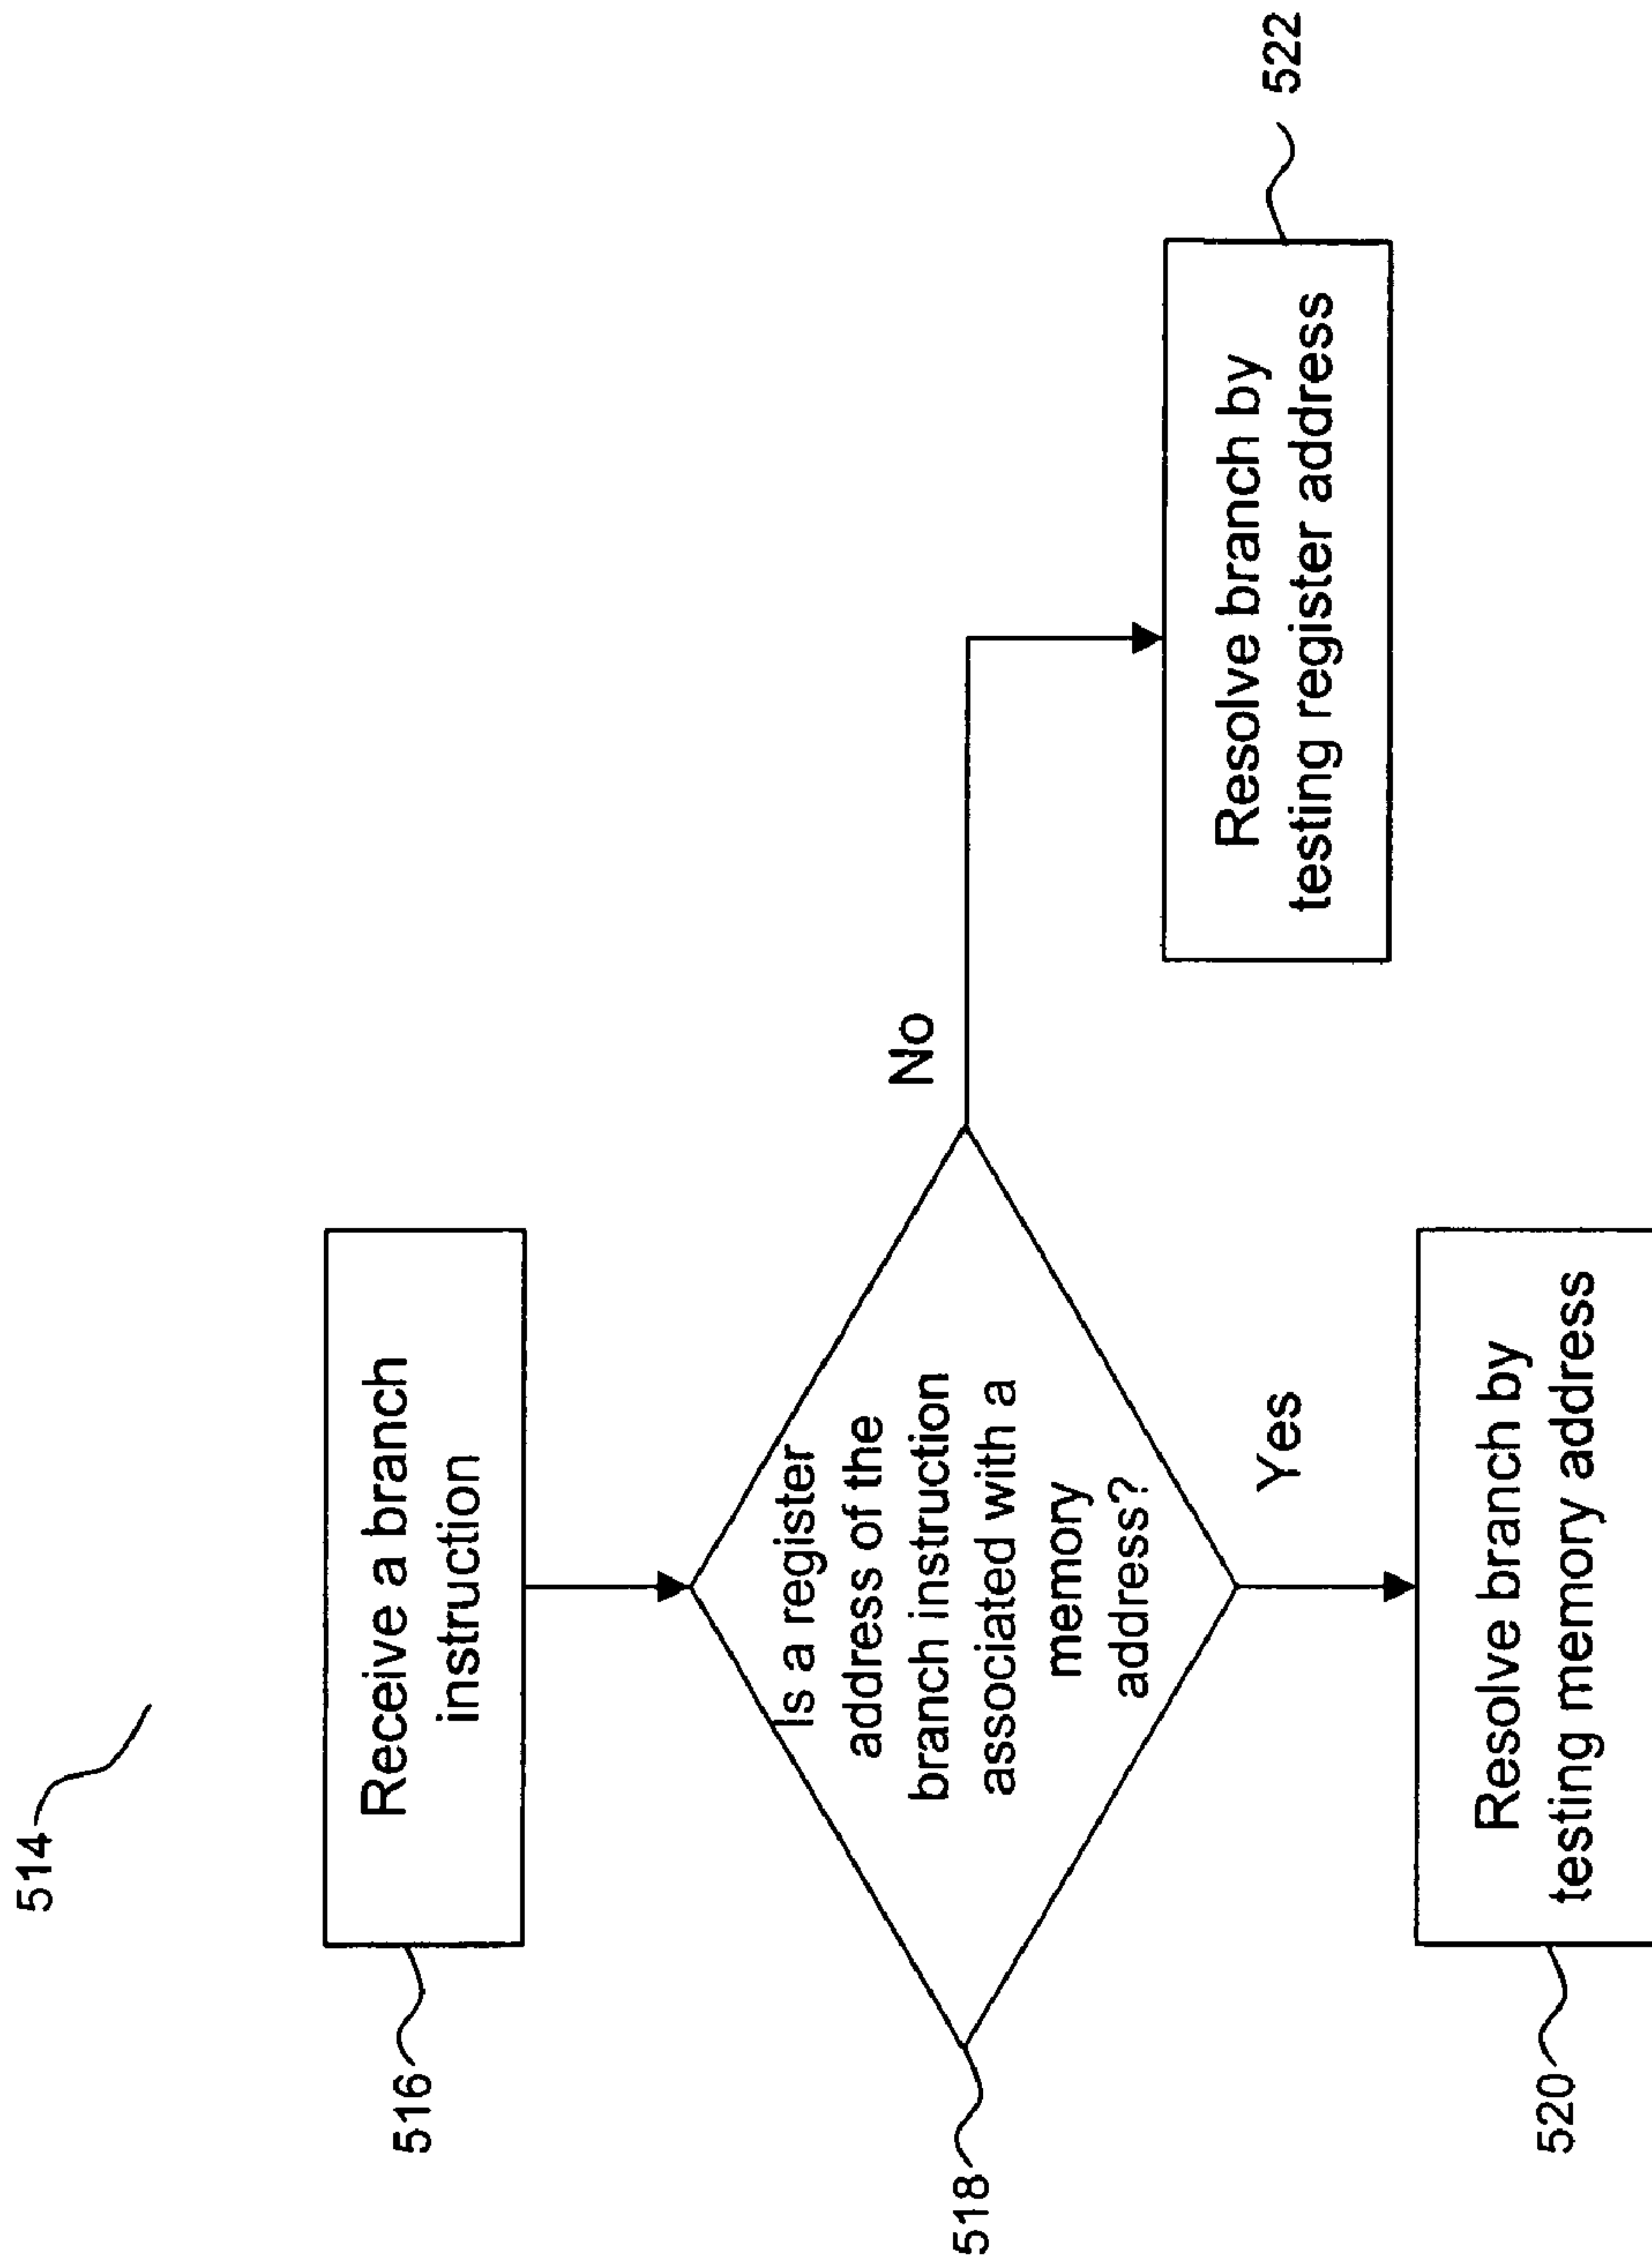 514
516
Receive a branch
instruction
518
Is a register
address of the
branch instruction
associated with a
memory
address?
No
Yes
520
Resolve branch by
testing memory address
Resolve branch by
testing register address
522